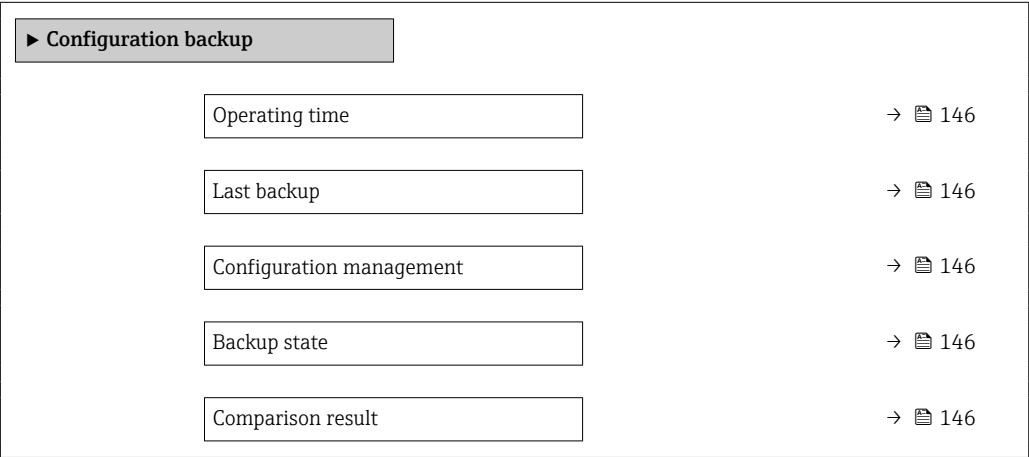 ► Configuration backup
Operating time → 🖹 146
Last backup → 🖹 146
Configuration management → 🖹 146
Backup state → 🖹 146
Comparison result → 🖹 146